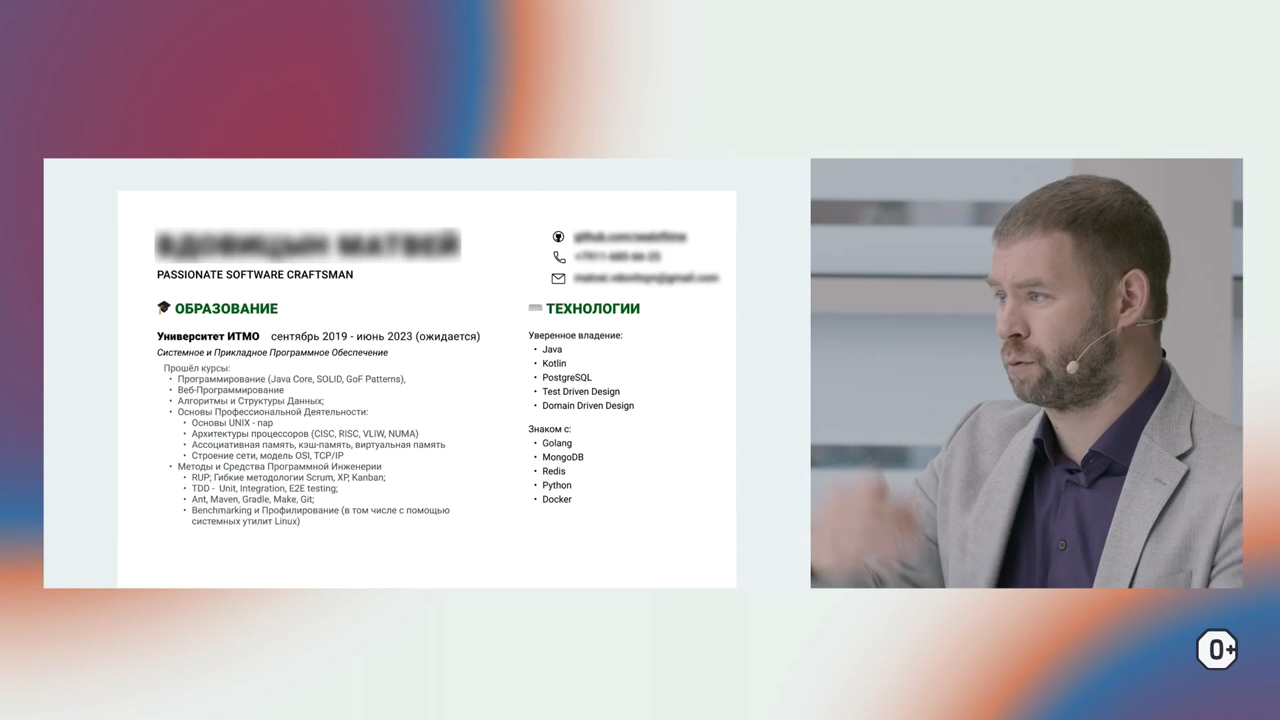 PASSIONATE SOFTWARE CRAFTSMAN
ОБРАЗОВАНИЕ
Университет ИТМО сентябрь 2019 - июнь 2023 (ожидается)
Системное и Прикладное Программное Обеспечение
Прошёл курсы:
• Программирование (Java Core, SOLID, GoF Patterns),
• Веб-Программирование
• Алгоритмы и Структуры Данных;
• Основы Профессиональной Деятельности:
• Основы UNIX - пар
• Архитектуры процессоров (CISC, RISC, VLIW, NUMA)
• Ассоциативная память, кэш-память, виртуальная память
• Строение сети, модель OSI, TCP/IP
• Методы и Средства Программной Инженерии
• RUP; Гибкие методологии Scrum, XP, Kanban;
• TDD - Unit, Integration, E2E testing;
• Ant, Maven, Gradle, Make, Git;
• Benchmarking и Профилирование (в том числе с помощью
системных утилит Linux)
ТЕХНОЛОГИИ
Уверенное владение:
• Java
• Kotlin
• PostgreSQL
• Test Driven Design
• Domain Driven Design
Знаком с:
• Golang
• MongoDB
• Redis
• Python
• Docker
0+